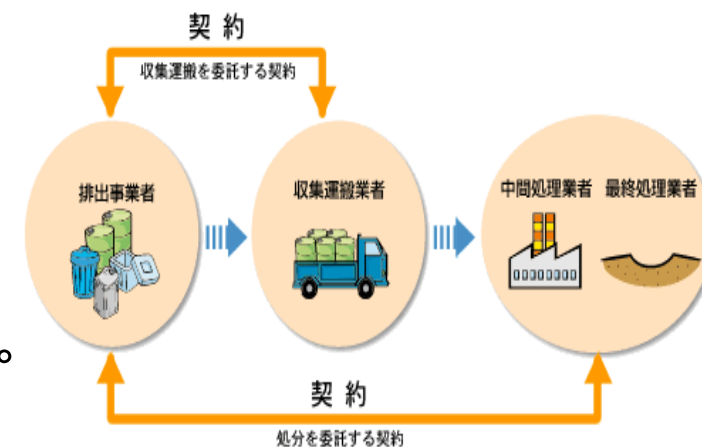 契約
収集運搬を委託する契約
排出事業者
収集運搬業者
中間処理業者 最終処理業者
。
契約
処分を委託する契約